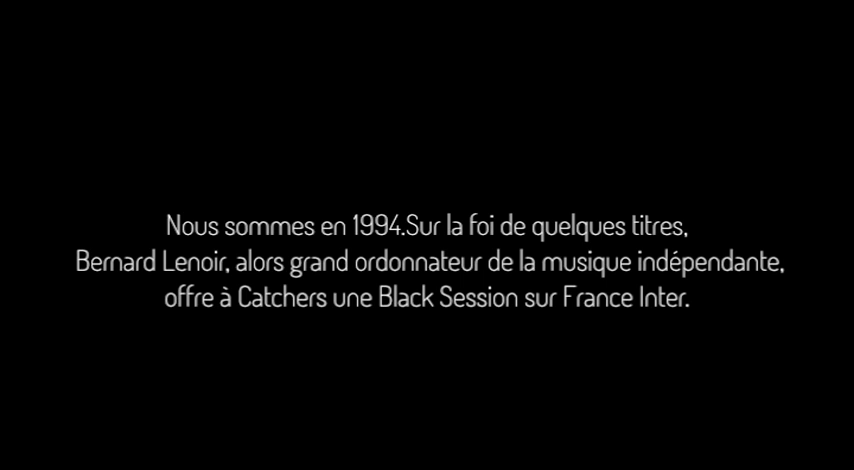 Nous sommes en 1994.Sur la foi de quelques titres,
Bernard Lenoir, alors grand ordonnateur de la musique indépendante,
offre à Catchers une Black Session sur France Inter.